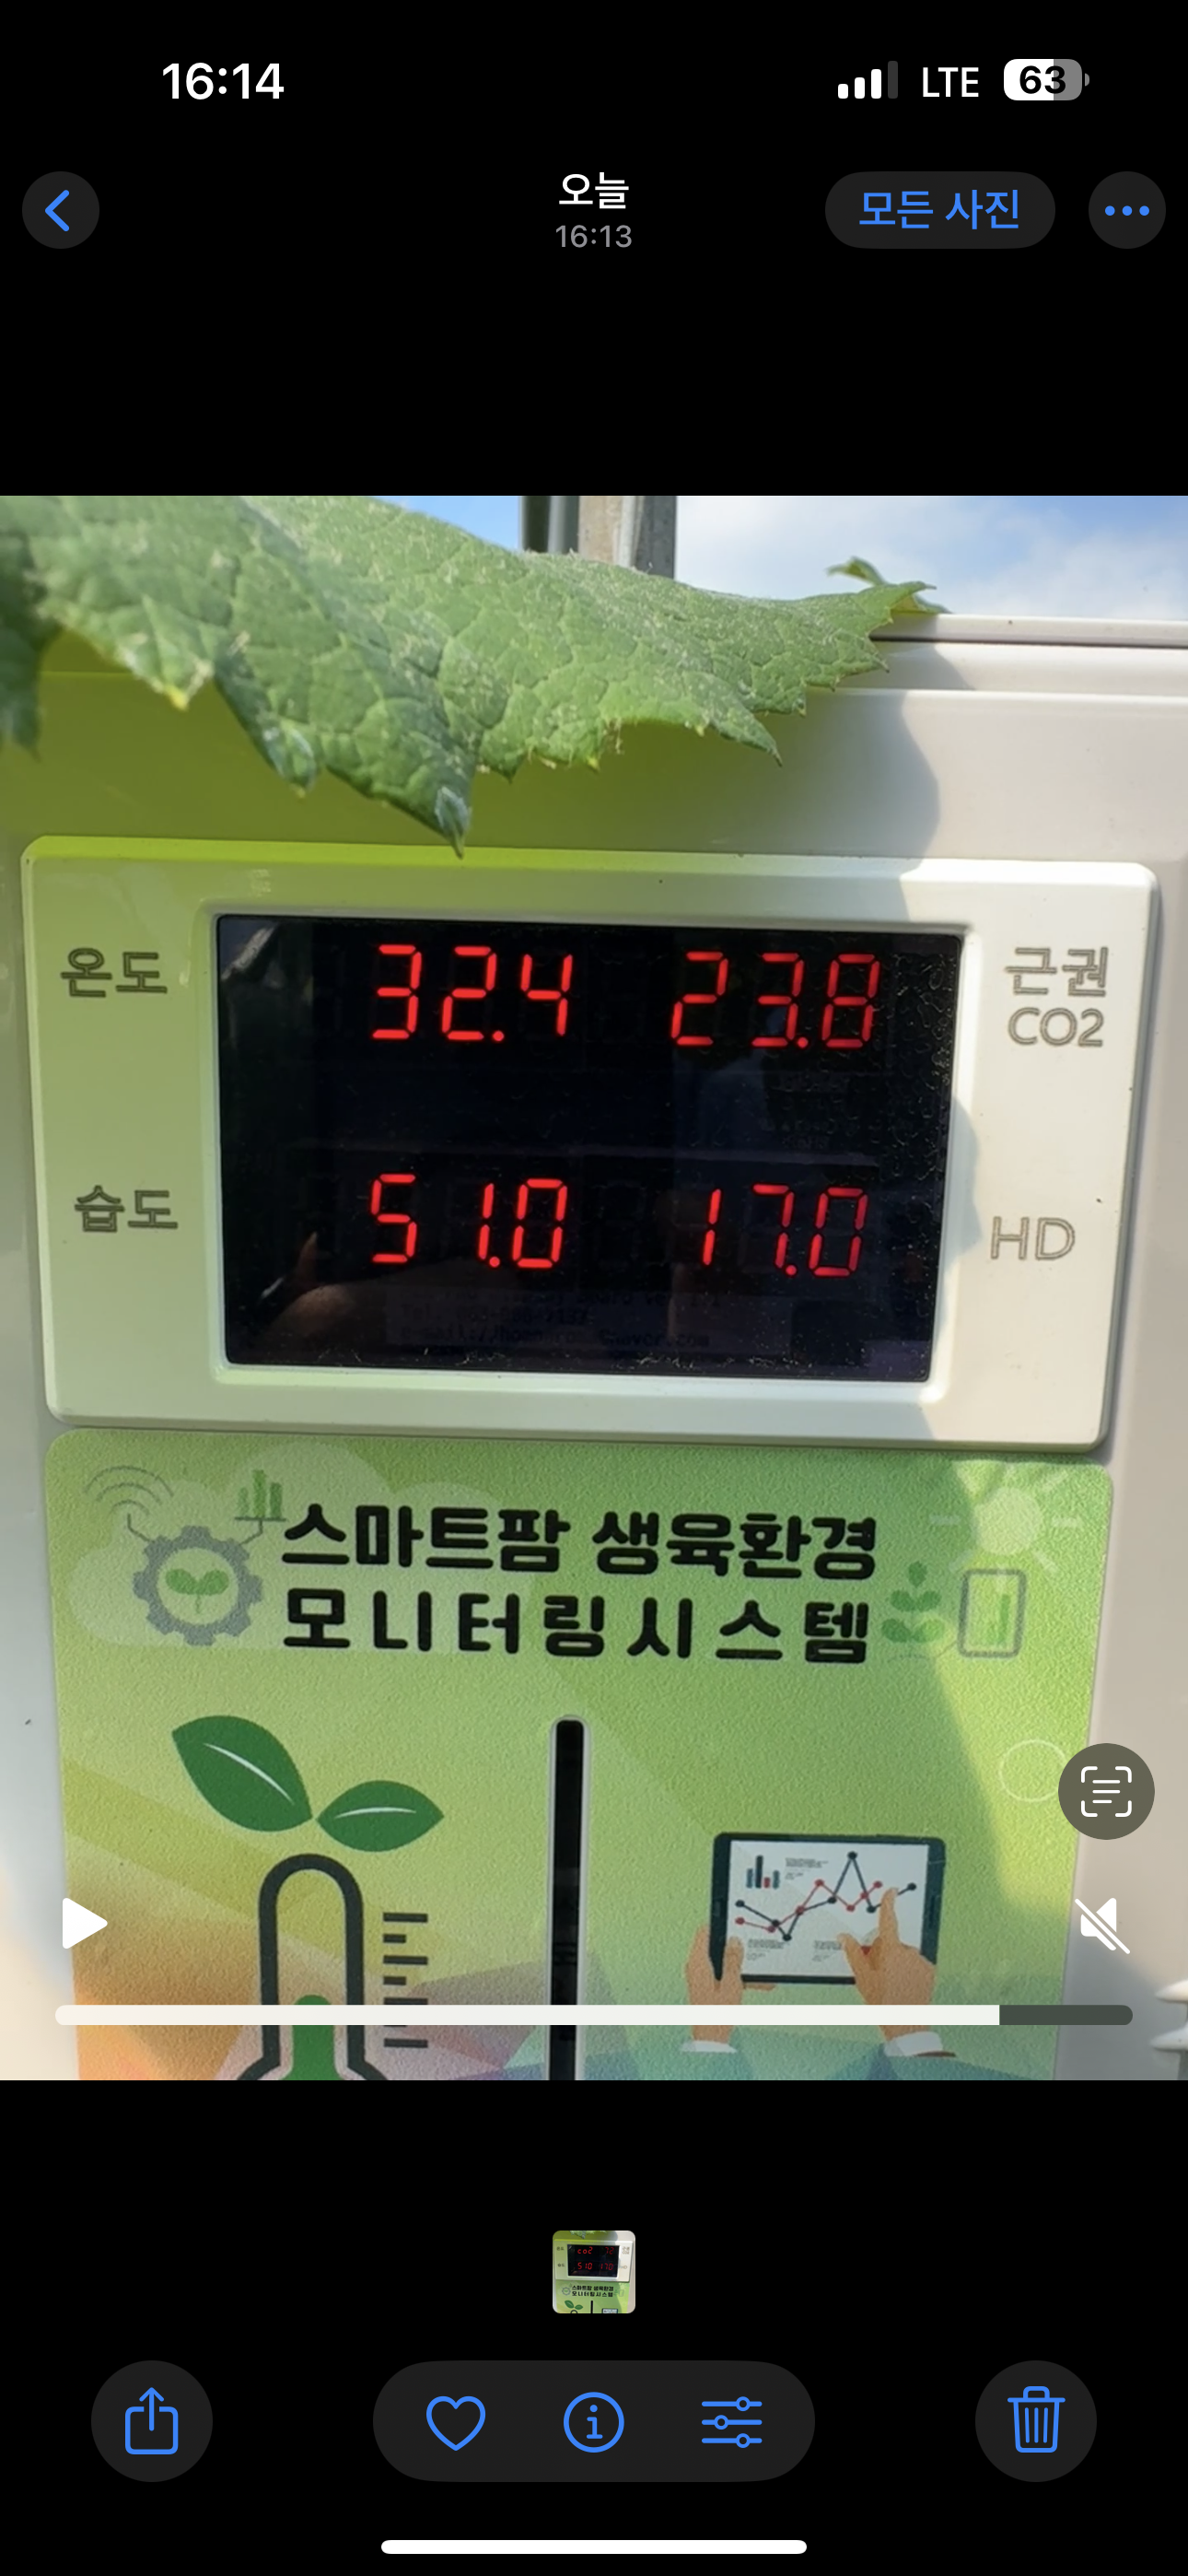 16:14
LTE
63
오늘
16:13
모든 사진
온도
32.4
23.8
근권
CO2
습도
51.0
17.0
HD
스마트팜 생육환경
모니터링시스템